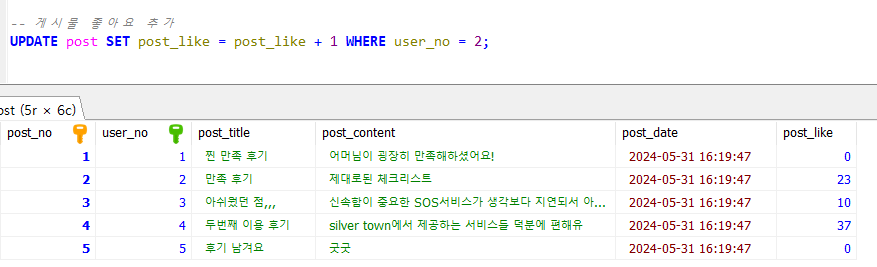 -- 게시물 좋아요 추가
UPDATE post SET post_like = post_like + 1 WHERE user_no = 2;
ost (5r × 6c)
post_no user_no post_title post_content post_date post_like
1 1 찐 만족 후기 어머님이 굉장히 만족해하셨어요! 2024-05-31 16:19:47 0
2 2 만족 후기 제대로된 체크리스트 2024-05-31 16:19:47 23
3 3 아쉬웠던 점,,, 신속함이 중요한 SOS서비스가 생각보다 지연되서 아... 2024-05-31 16:19:47 10
4 4 두번째 이용 후기 silver town에서 제공하는 서비스들 덕분에 편해유 2024-05-31 16:19:47 37
5 5 후기 남겨요 굿굿 2024-05-31 16:19:47 0